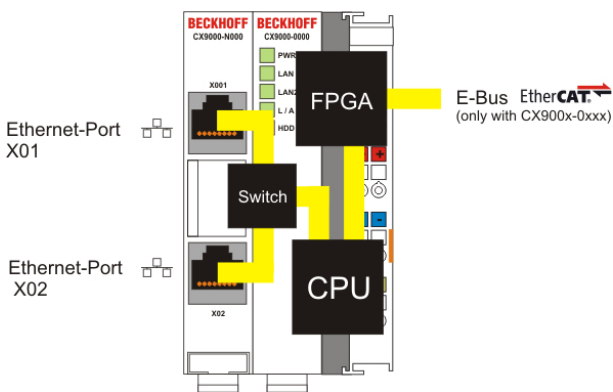 BECKHOFF BECKHOFF
CX9000-N000 CX9000-0000
PWR
X001
LAN
LAN2
L / A
HDD
FPGA
E-Bus EtherCAT®
(only with CX900x-0xxx)
Ethernet-Port
X01
Switch
Ethernet-Port
X02
CPU
X02
+
-